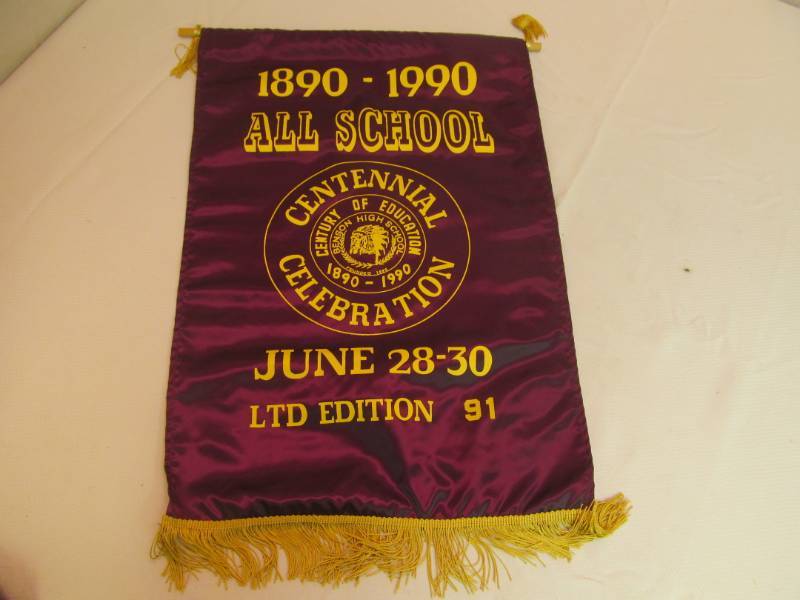 1890 - 1990
ALL SCHOOL
CENTENNIAL
CENTURY OF EDUCATION
BENSON HIGH SCHOOL
1890 - 1990
CELEBRATION
JUNE 28-30
LTD EDITION 91